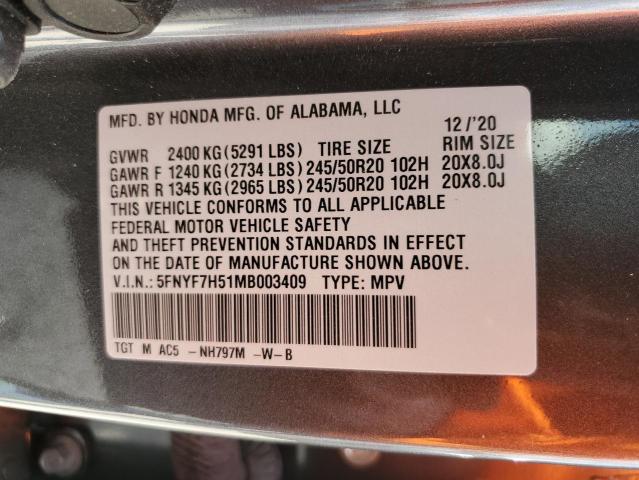 MFD. BY HONDA MFG. OF ALABAMA, LLC
12/'20
GVWR 2400 KG (5291 LBS) TIRE SIZE RIM SIZE
GAWR F 1240 KG (2734 LBS) 245/50R20 102H 20X8.0J
GAWR R 1345 KG (2965 LBS) 245/50R20 102H 20X8.0J
THIS VEHICLE CONFORMS TO ALL APPLICABLE
FEDERAL MOTOR VEHICLE SAFETY
AND THEFT PREVENTION STANDARDS IN EFFECT
ON THE DATE OF MANUFACTURE SHOWN ABOVE.
V.I.N.: 5FNYF7H51MB003409 TYPE: MPV
TGT M AC5 -NH797M -W-B